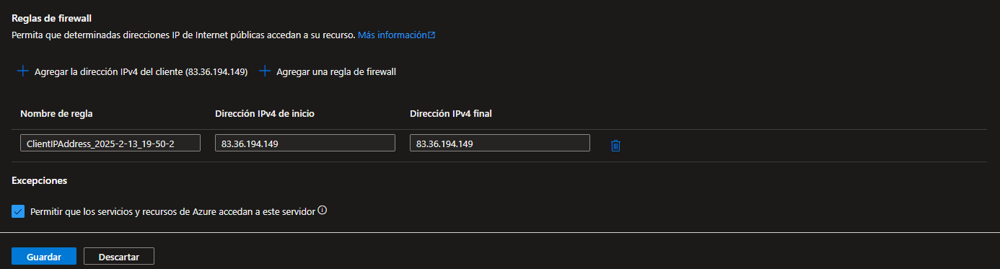 Reglas de firewall
Permita que determinadas direcciones IP de Internet públicas accedan a su recurso. Más información
Agregar la dirección IPv4 del cliente (83.36.194.149) Agregar una regla de firewall
Nombre de regla Dirección IPv4 de inicio Dirección IPv4 final
ClientIPAddress_2025-2-13_19-50-2 83.36.194.149 83.36.194.149
Excepciones
Permitir que los servicios y recursos de Azure accedan a este servidor
Guardar Descartar